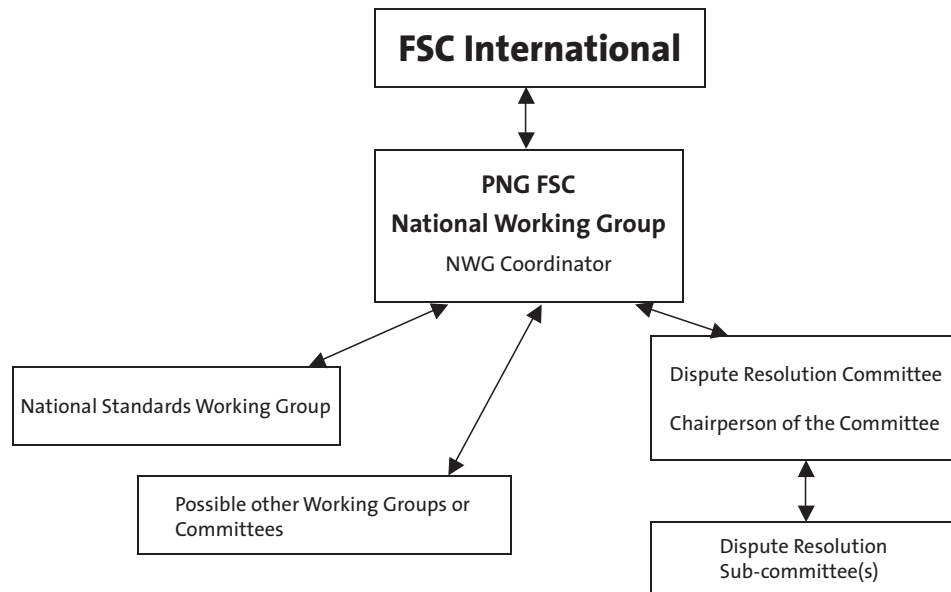 FSC International
PNG FSC
National Working Group
NWG Coordinator
National Standards Working Group
Dispute Resolution Committee
Chairperson of the Committee
Possible other Working Groups or
Committees
Dispute Resolution
Sub-committee(s)